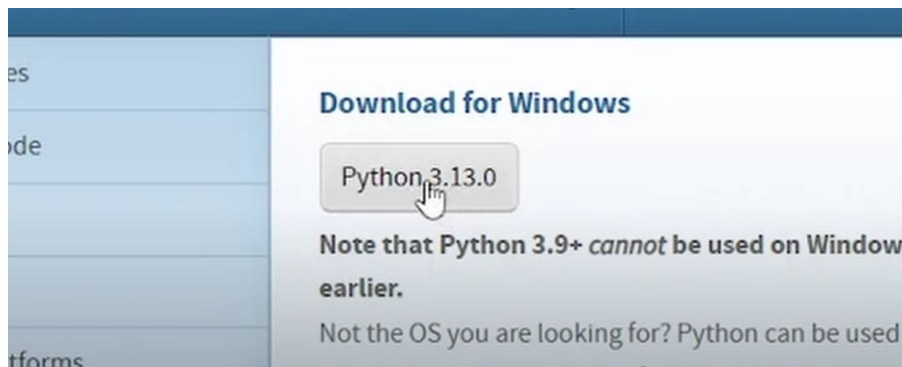 es
ode
tforms
Download for Windows
Python 3.13.0
Note that Python 3.9+ cannot be used on Window
earlier.
Not the OS you are looking for? Python can be used